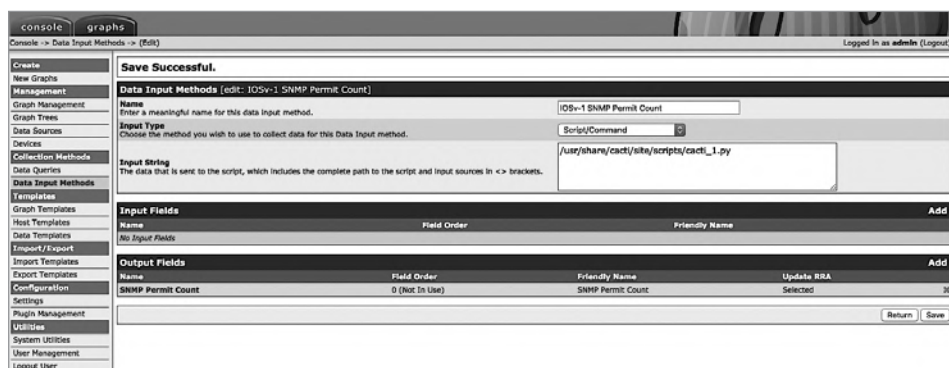 console graphs
Console -> Data Input Methods -> (Edit) Logged in as admin (Logout)
Create
New Graphs
Management
Graph Management
Graph Trees
Data Sources
Devices
Collection Methods
Data Queries
Data Input Methods
Templates
Graph Templates
Host Templates
Data Templates
Import/Export
Import Templates
Export Templates
Configuration
Settings
Plugin Management
Utilities
System Utilities
User Management
Logout User
Save Successful.
Data Input Methods [edit: IOSv-1 SNMP Permit Count]
Name
Enter a meaningful name for this data input method.
IOSv-1 SNMP Permit Count
Input Type
Choose the method you wish to use to collect data for this Data Input method.
Script/Command
Input String
The data that is sent to the script, which includes the complete path to the script and input sources in <> brackets.
/usr/share/cacti/site/scripts/cacti_1.py
Input Fields Add
Name Field Order Friendly Name
No Input Fields
Output Fields Add
Name Field Order Friendly Name Update RRA
SNMP Permit Count 0 (Not In Use) SNMP Permit Count Selected
Return Save